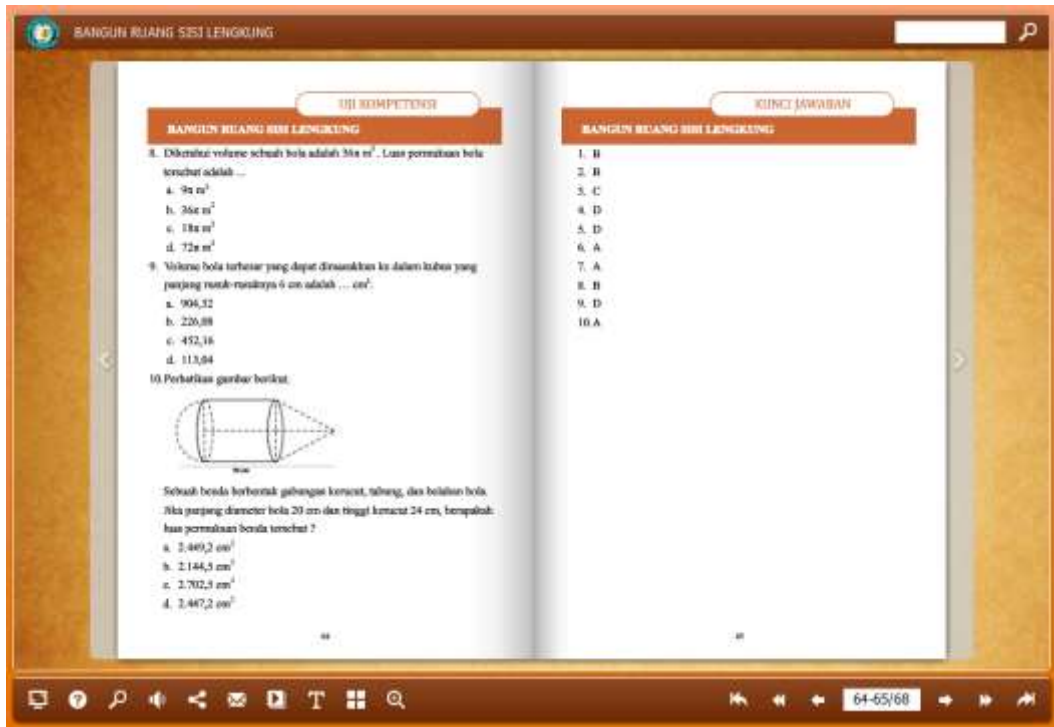 BANGUN RUANG SISI LENGKUNG
UJI KOMPETENSI
BANGUN RUANG SISI LENGKUNG
8. Diketahui volume sebuah bola adalah 36π m³. Luas permukaan bola
tersebut adalah ...
a. 9π m²
b. 36π m²
c. 18π m²
d. 72π m²
9. Volume bola terbesar yang dapat dimasukkan ke dalam kubus yang
panjang rusuk-rusuknya 6 cm adalah … cm³.
a. 904,32
b. 226,08
c. 452,16
d. 113,04
10. Perhatikan gambar berikut.
Sebuah benda berbentuk gabungan kerucut, tabung, dan belahan bola.
Jika panjang diameter bola 20 cm dan tinggi kerucut 24 cm, berapakah
luas permukaan benda tersebut ?
a. 2.449,2 cm²
b. 2.144,5 cm²
c. 2.702,5 cm²
d. 2.447,2 cm²
64
KUNCI JAWABAN
BANGUN RUANG SISI LENGKUNG
1. B
2. B
3. C
4. D
5. D
6. A
7. A
8. B
9. D
10. A
65
T
64-65/68